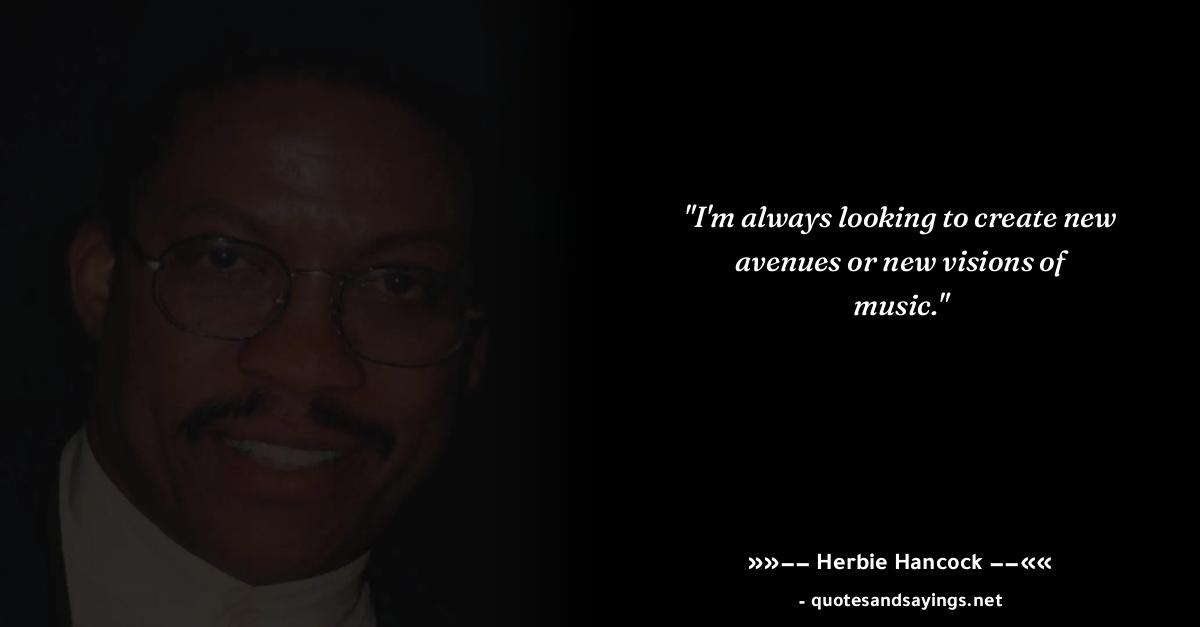 "I'm always looking to create new
avenues or new visions of
music."
»»–– Herbie Hancock ––««
- quotesandsayings.net